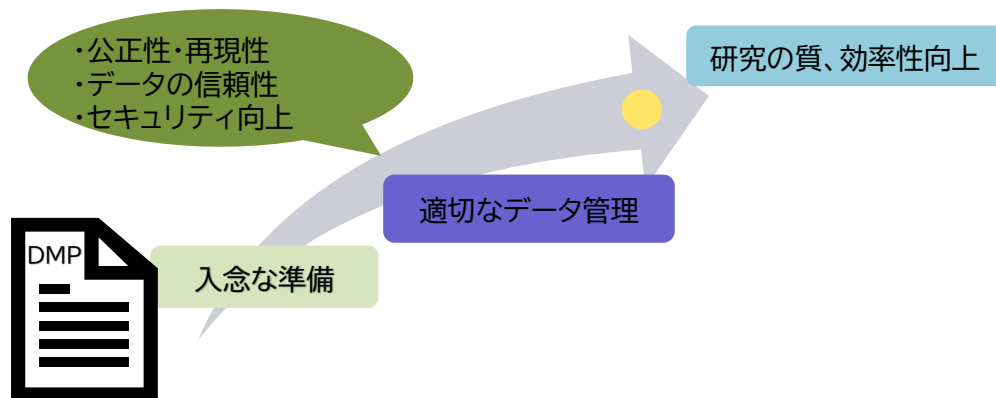 ・公正性・再現性
・データの信頼性
・セキュリティ向上
研究の質、効率性向上
適切なデータ管理
DMP
入念な準備